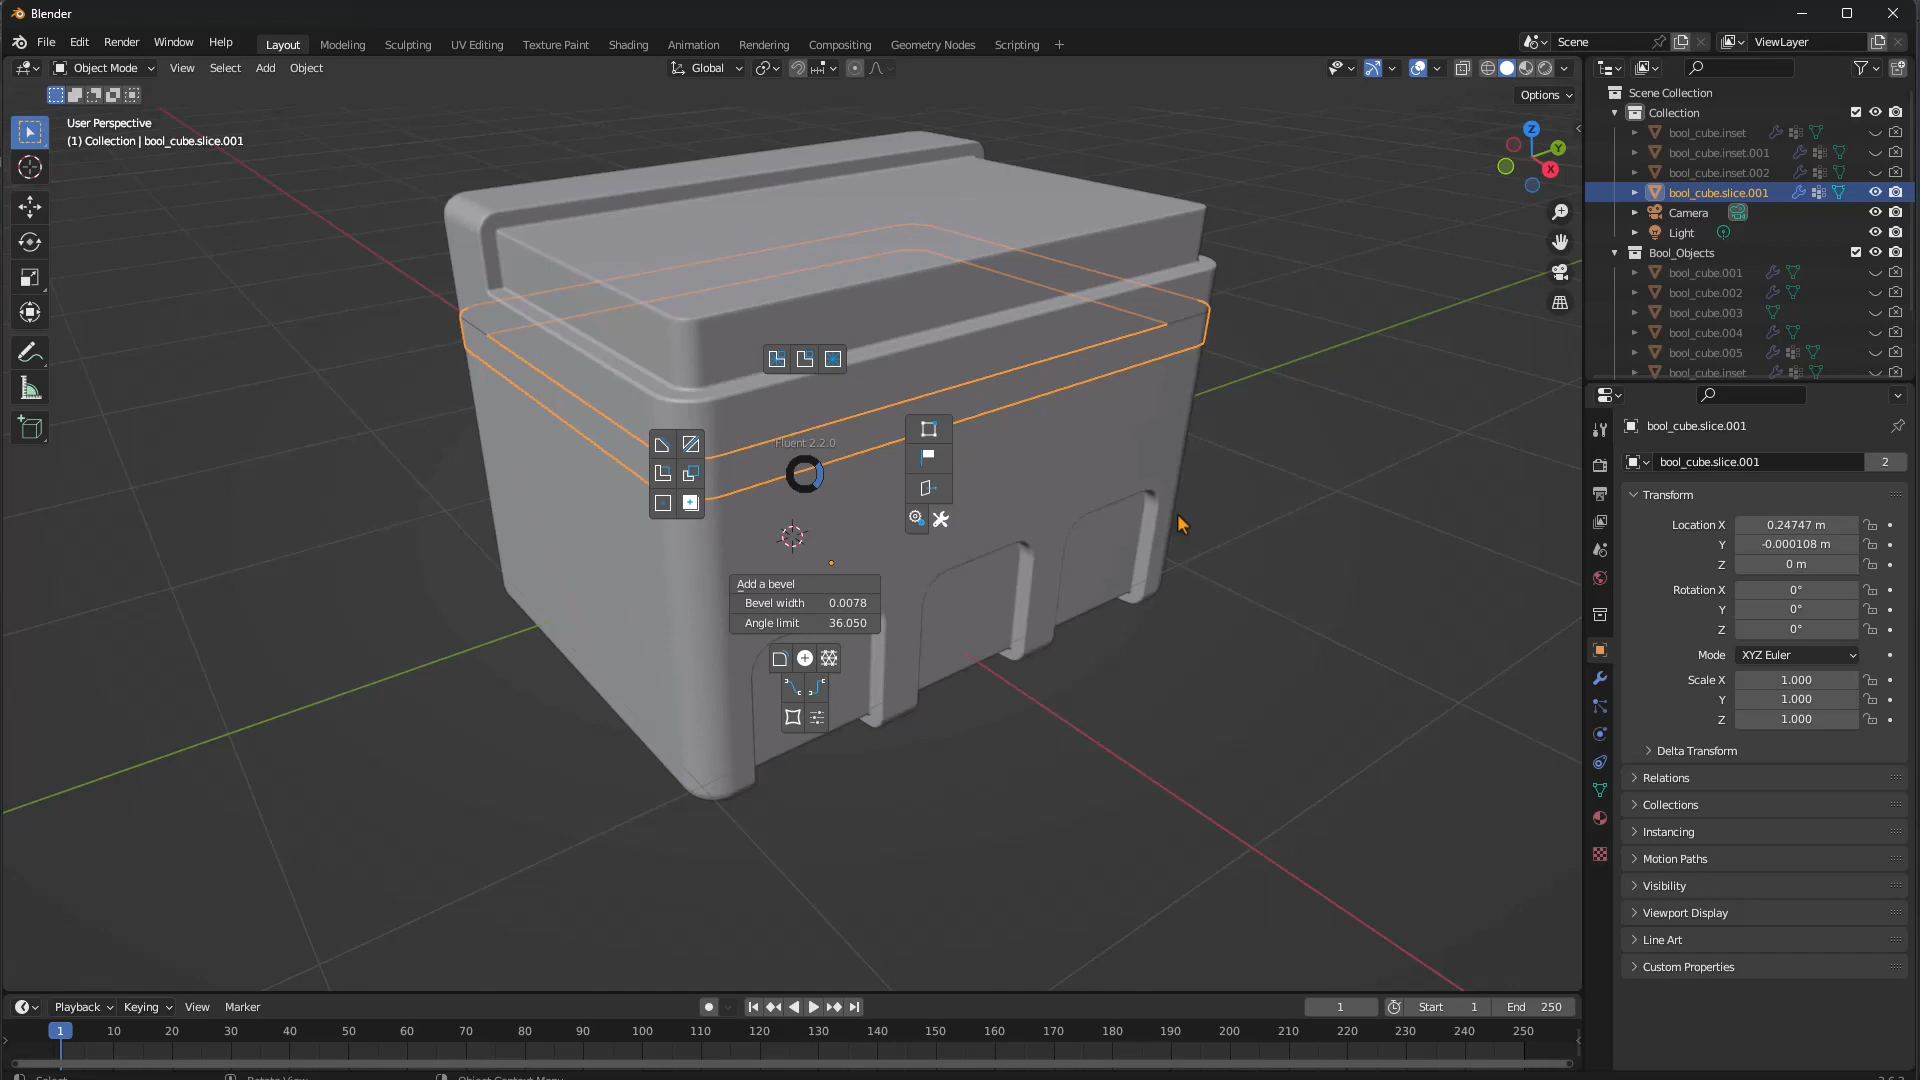 Blender
File Edit Render Window Help
Layout Modeling Sculpting UV Editing Texture Paint Shading Animation Rendering Compositing Geometry Nodes Scripting +
Scene
ViewLayer
Object Mode View Select Add Object
Global
Options
User Perspective
(1) Collection | bool_cube.slice.001
Z
Y
X
Scene Collection
Collection
bool_cube.inset
bool_cube.inset.001
bool_cube.inset.002
bool_cube.slice.001
Camera
Light
Bool_Objects
bool_cube.001
bool_cube.002
bool_cube.003
bool_cube.004
bool_cube.005
bool_cube.inset
Fluent 2.2.0
Add a bevel
Bevel width 0.0078
Angle limit 36.050
bool_cube.slice.001
bool_cube.slice.001 2
Transform
Location X 0.24747 m
Y -0.000108 m
Z 0 m
Rotation X 0°
Y 0°
Z 0°
Mode XYZ Euler
Scale X 1.000
Y 1.000
Z 1.000
Delta Transform
Relations
Collections
Instancing
Motion Paths
Visibility
Viewport Display
Line Art
Custom Properties
Playback Keying View Marker
1 Start 1 End 250
1 10 20 30 40 50 60 70 80 90 100 110 120 130 140 150 160 170 180 190 200 210 220 230 240 250
Select Rotate View Object Context Menu